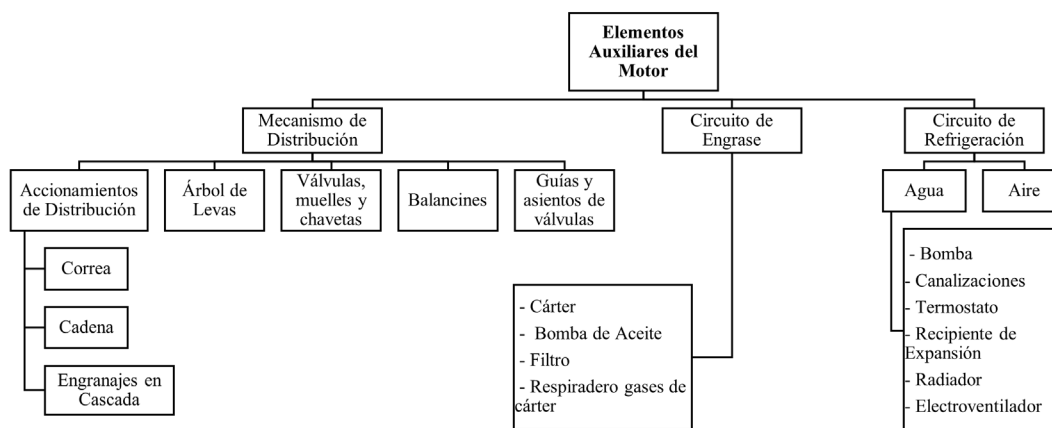 Elementos
Auxiliares del
Motor
Mecanismo de
Distribución
Circuito de
Engrase
Circuito de
Refrigeración
Accionamientos
de Distribución
Árbol de
Levas
Válvulas,
muelles y
chavetas
Balancines
Guías y
asientos de
válvulas
Agua
Aire
Correa
Cadena
Engranajes en
Cascada
- Cárter
- Bomba de Aceite
- Filtro
- Respiradero gases de
cárter
- Bomba
- Canalizaciones
- Termostato
- Recipiente de
Expansión
- Radiador
- Electroventilador